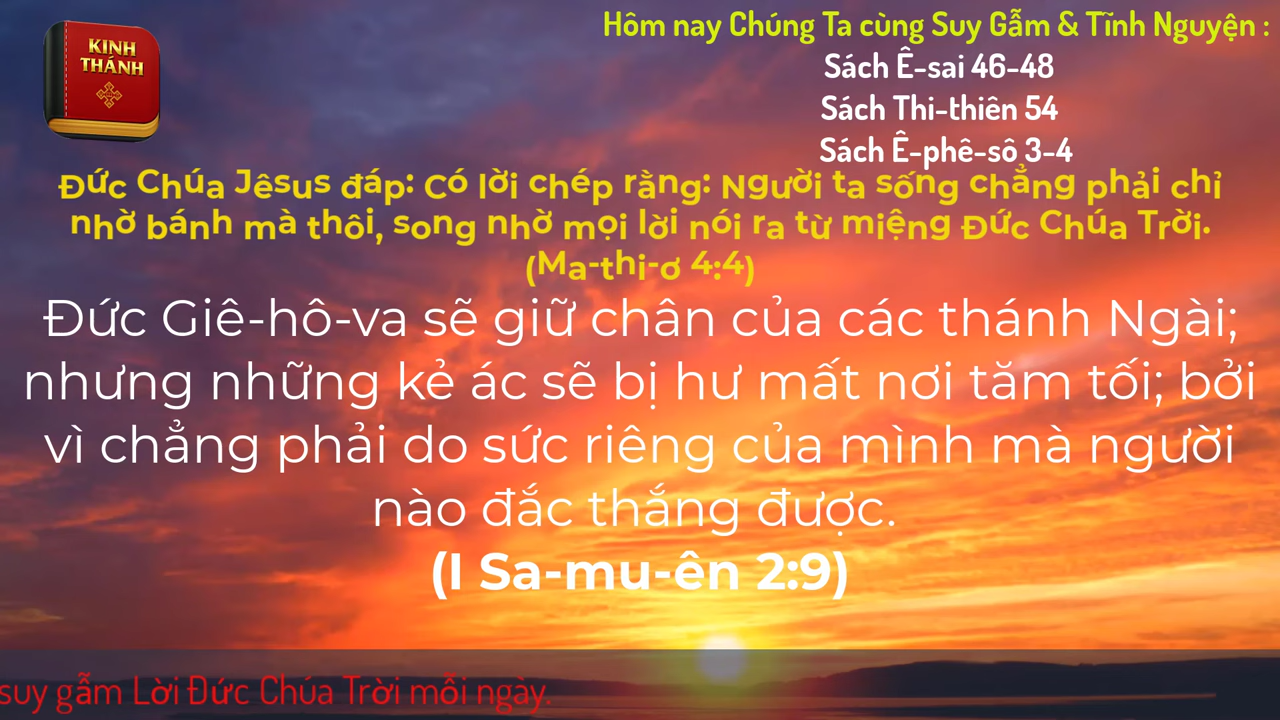 KINH
THÁNH
Hôm nay Chúng Ta cùng Suy Gẫm & Tĩnh Nguyện :
Sách Ê-sai 46-48
Sách Thi-thiên 54
Sách Ê-phê-sô 3-4
Đức Chúa Jêsus đáp: Có lời chép rằng: Người ta sống chẳng phải chỉ
nhờ bánh mà thôi, song nhờ mọi lời nói ra từ miệng Đức Chúa Trời.
(Ma-thi-ơ 4:4)
Đức Giê-hô-va sẽ giữ chân của các thánh Ngài;
nhưng những kẻ ác sẽ bị hư mất nơi tăm tối; bởi
vì chẳng phải do sức riêng của mình mà người
nào đắc thắng được.
(I Sa-mu-ên 2:9)
suy gẫm Lời Đức Chúa Trời mỗi ngày.